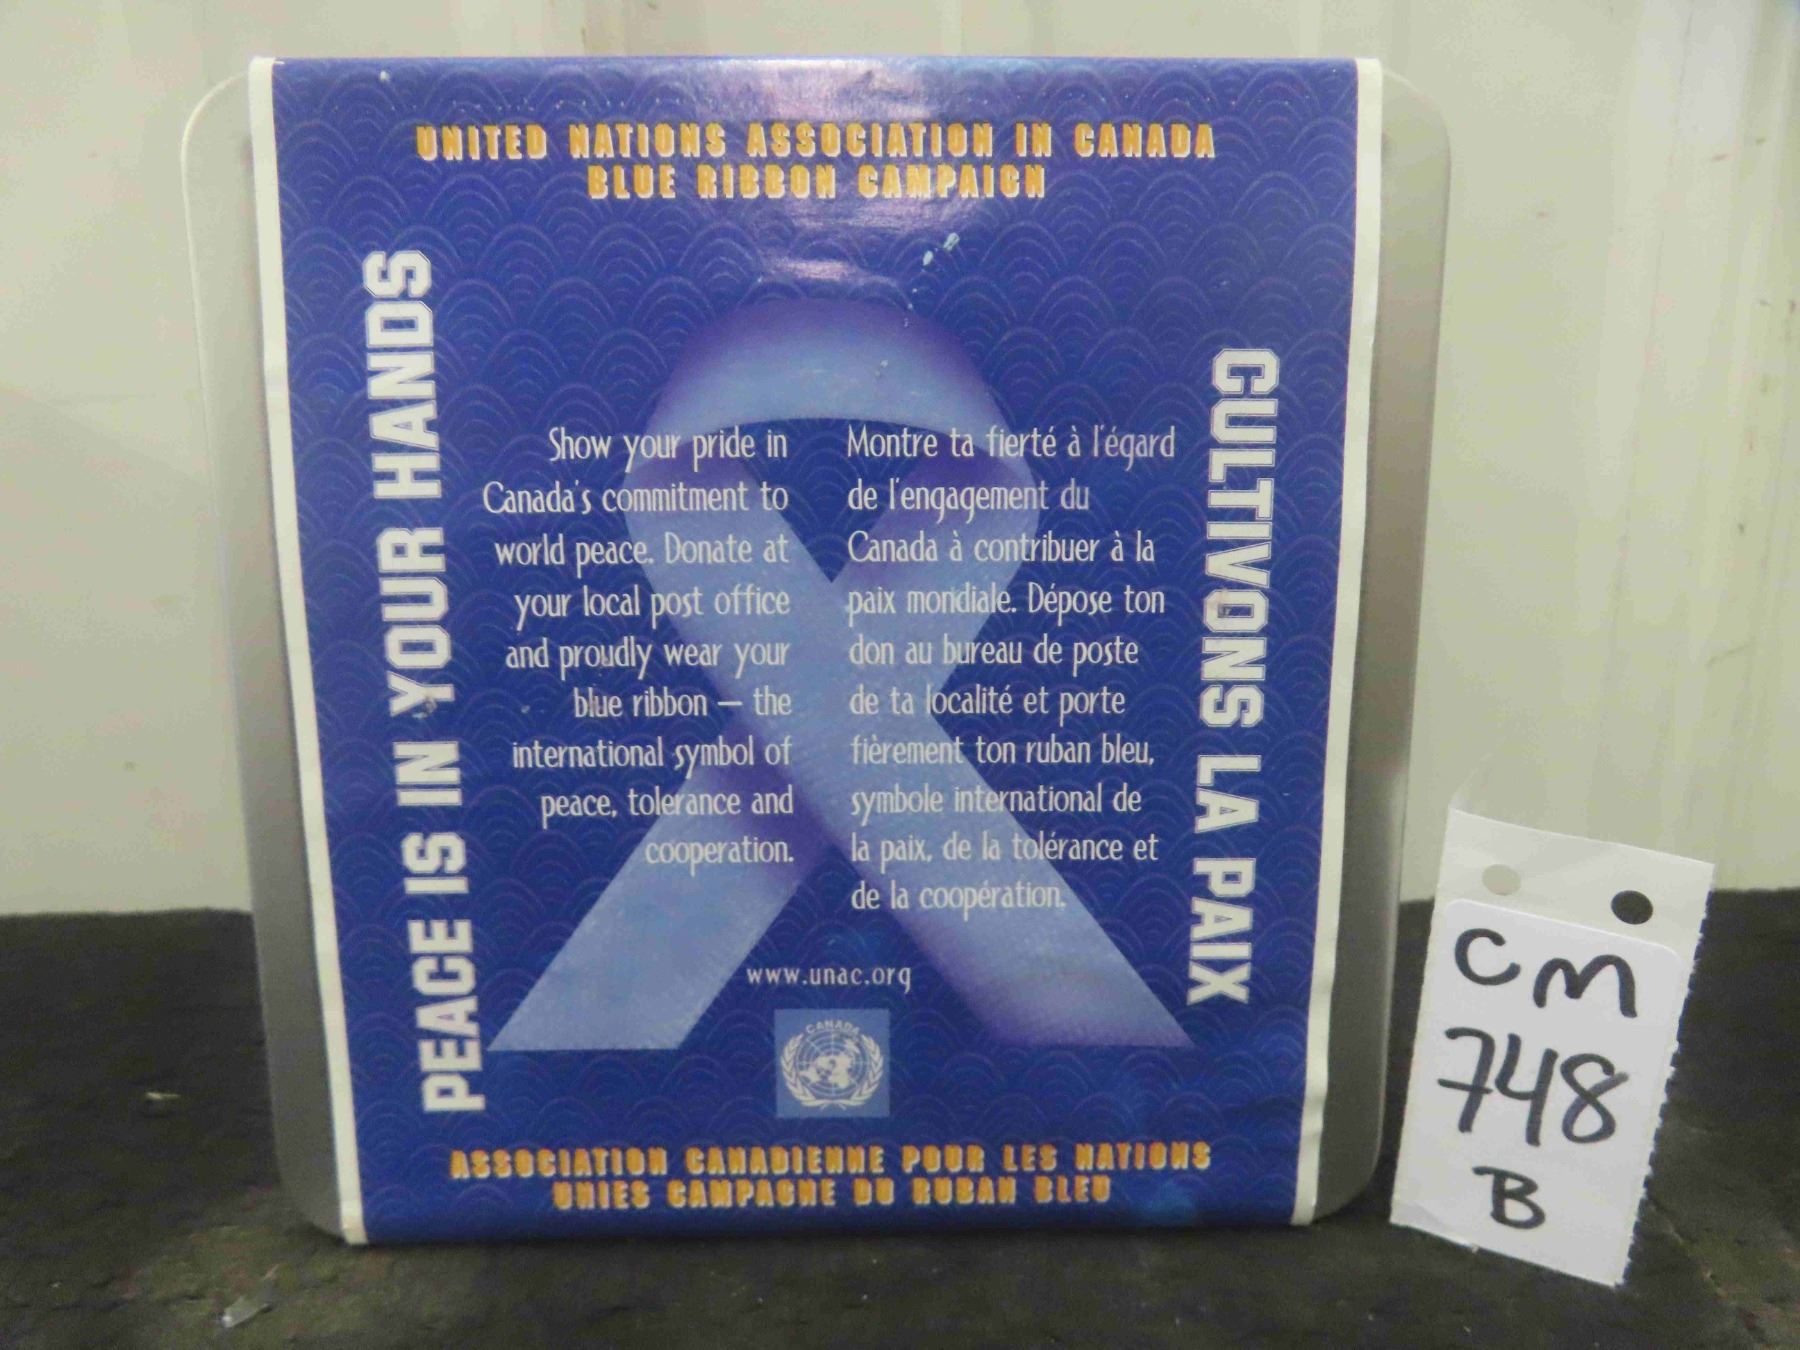 UNITED NATIONS ASSOCIATION IN CANADA
BLUE RIBBON CAMPAIGN
PEACE IS IN YOUR HANDS
Show your pride in
Canada's commitment to
world peace. Donate at
your local post office
and proudly wear your
blue ribbon — the
international symbol of
peace, tolerance and
cooperation.
Montre ta fierté à l'égard
de l'engagement du
Canada à contribuer à la
paix mondiale. Dépose ton
don au bureau de poste
de ta localité et porte
fièrement ton ruban bleu,
symbole international de
la paix, de la tolérance et
de la coopération.
CULTIVONS LA PAIX
www.unac.org
CANADA
ASSOCIATION CANADIENNE POUR LES NATIONS
UNIES CAMPAGNE DU RUBAN BLEU
CM
748
B